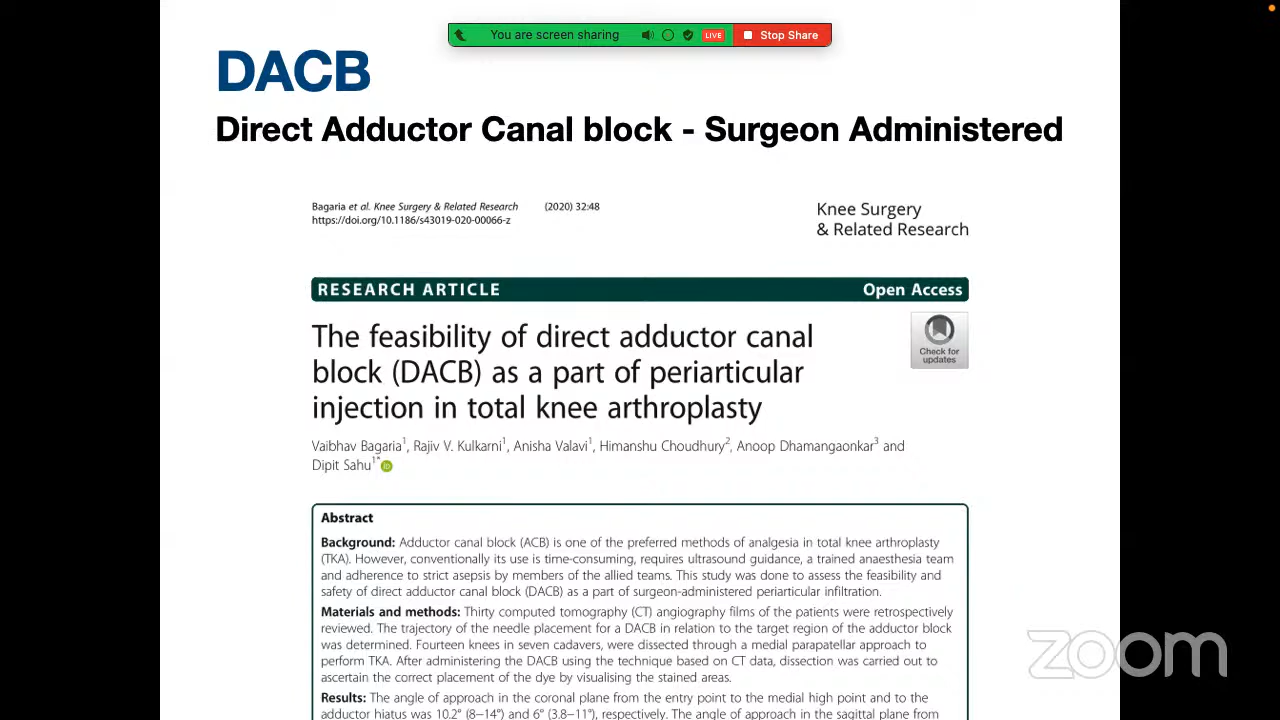 You are screen sharing LIVE Stop Share
DACB
Direct Adductor Canal block - Surgeon Administered
Bagaria et al. Knee Surgery & Related Research (2020) 32:48
https://doi.org/10.1186/s43019-020-00066-z
Knee Surgery
& Related Research
RESEARCH ARTICLE Open Access
The feasibility of direct adductor canal
block (DACB) as a part of periarticular
injection in total knee arthroplasty
Check for
updates
Vaibhav Bagaria1, Rajiv V. Kulkarni1, Anisha Valavi1, Himanshu Choudhury2, Anoop Dhamangaonkar3 and
Dipit Sahu1* iD
Abstract
Background: Adductor canal block (ACB) is one of the preferred methods of analgesia in total knee arthroplasty
(TKA). However, conventionally its use is time-consuming, requires ultrasound guidance, a trained anaesthesia team
and adherence to strict asepsis by members of the allied teams. This study was done to assess the feasibility and
safety of direct adductor canal block (DACB) as a part of surgeon-administered periarticular infiltration.
Materials and methods: Thirty computed tomography (CT) angiography films of the patients were retrospectively
reviewed. The trajectory of the needle placement for a DACB in relation to the target region of the adductor block
was determined. Fourteen knees in seven cadavers, were dissected through a medial parapatellar approach to
perform TKA. After administering the DACB using the technique based on CT data, dissection was carried out to
ascertain the correct placement of the dye by visualising the stained areas.
Results: The angle of approach in the coronal plane from the entry point to the medial high point and to the
adductor hiatus was 10.2° (8–14°) and 6° (3.8–11°), respectively. The angle of approach in the sagittal plane from
zoom